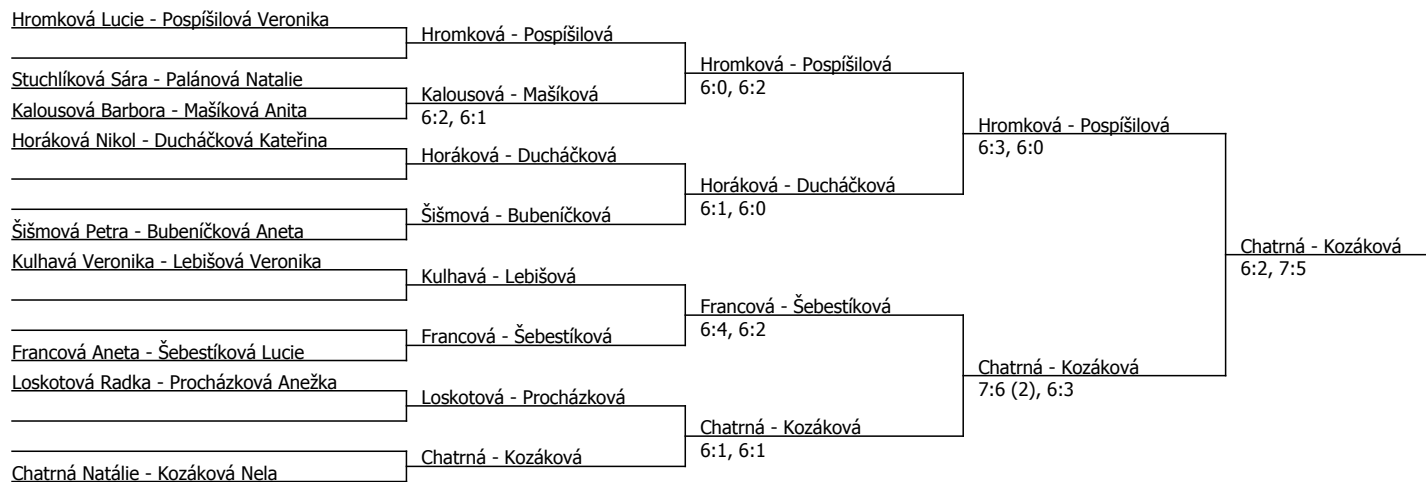 Hromková Lucie - Pospíšilová Veronika
Stuchlíková Sára - Palánová Natalie
Kalousová Barbora - Mašíková Anita
Horáková Nikol - Ducháčková Kateřina
Šišmová Petra - Bubeníčková Aneta
Kulhavá Veronika - Lebišová Veronika
Francová Aneta - Šebestíková Lucie
Loskotová Radka - Procházková Anežka
Chatrná Natálie - Kozáková Nela
Hromková - Pospíšilová
Kalousová - Mašíková
6:2, 6:1
Horáková - Ducháčková
Šišmová - Bubeníčková
Kulhavá - Lebišová
Francová - Šebestíková
Loskotová - Procházková
Chatrná - Kozáková
Hromková - Pospíšilová
6:0, 6:2
Horáková - Ducháčková
6:1, 6:0
Francová - Šebestíková
6:4, 6:2
Chatrná - Kozáková
6:1, 6:1
Hromková - Pospíšilová
6:3, 6:0
Chatrná - Kozáková
7:6 (2), 6:3
Chatrná - Kozáková
6:2, 7:5